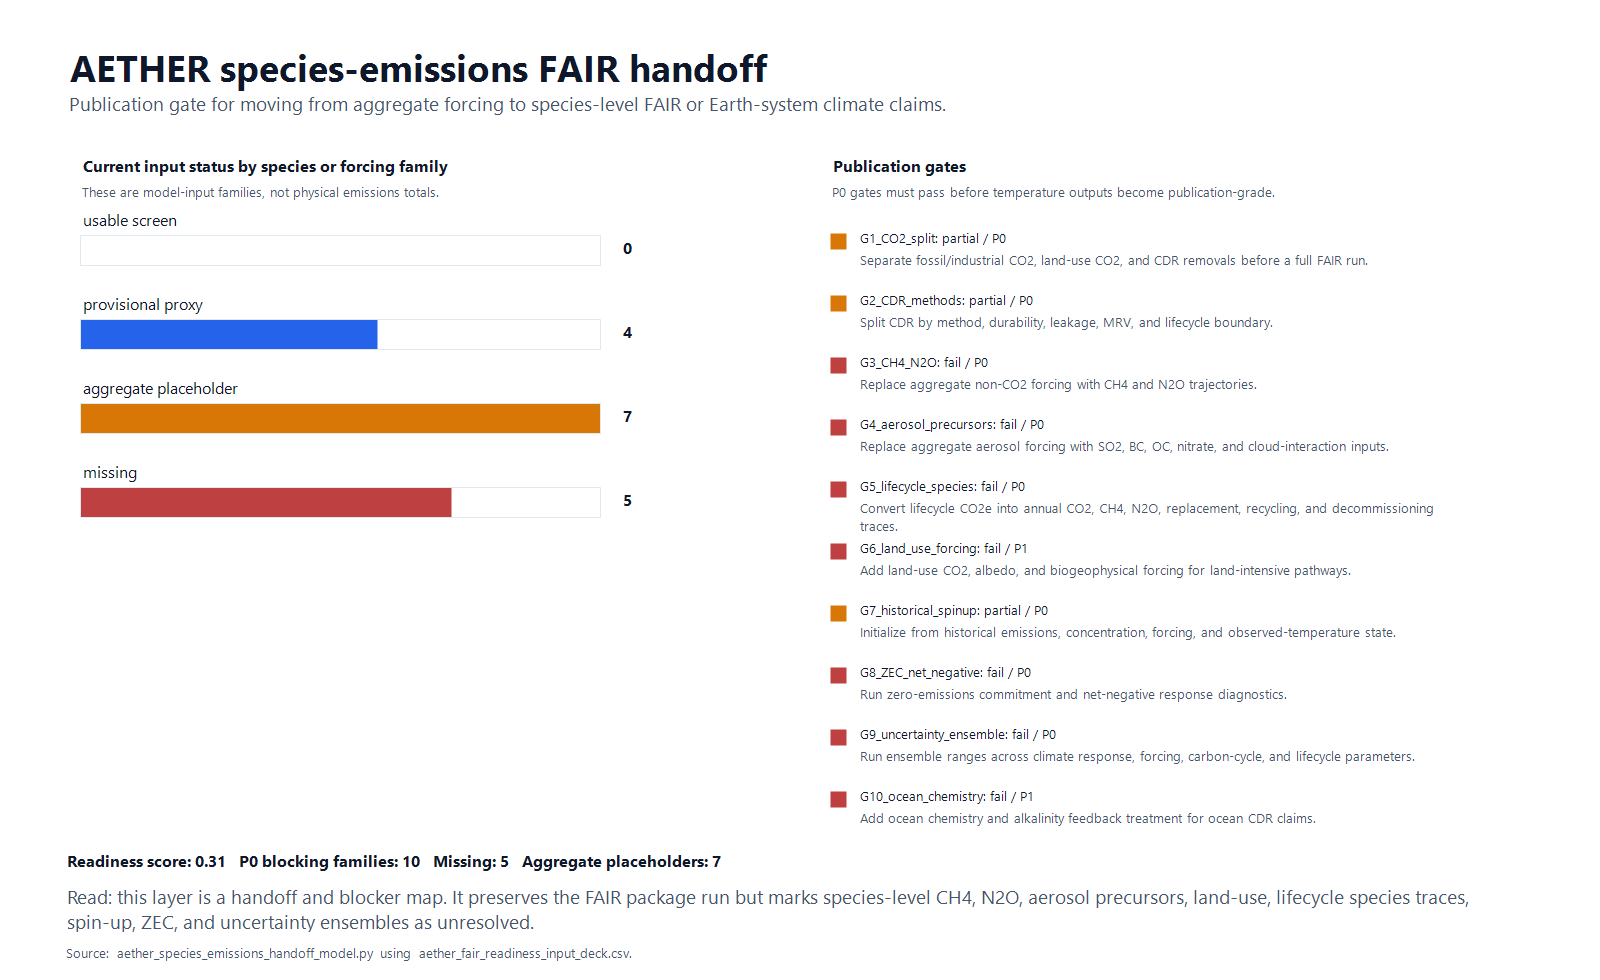 AETHER species-emissions FAIR handoff
Publication gate for moving from aggregate forcing to species-level FAIR or Earth-system climate claims.
Current input status by species or forcing family
These are model-input families, not physical emissions totals.
usable screen
0
provisional proxy
4
aggregate placeholder
7
missing
5
Publication gates
P0 gates must pass before temperature outputs become publication-grade.
G1_CO2_split: partial / P0
Separate fossil/industrial CO2, land-use CO2, and CDR removals before a full FAIR run.
G2_CDR_methods: partial / P0
Split CDR by method, durability, leakage, MRV, and lifecycle boundary.
G3_CH4_N2O: fail / P0
Replace aggregate non-CO2 forcing with CH4 and N2O trajectories.
G4_aerosol_precursors: fail / P0
Replace aggregate aerosol forcing with SO2, BC, OC, nitrate, and cloud-interaction inputs.
G5_lifecycle_species: fail / P0
Convert lifecycle CO2e into annual CO2, CH4, N2O, replacement, recycling, and decommissioning
traces.
G6_land_use_forcing: fail / P1
Add land-use CO2, albedo, and biogeophysical forcing for land-intensive pathways.
G7_historical_spinup: partial / P0
Initialize from historical emissions, concentration, forcing, and observed-temperature state.
G8_ZEC_net_negative: fail / P0
Run zero-emissions commitment and net-negative response diagnostics.
G9_uncertainty_ensemble: fail / P0
Run ensemble ranges across climate response, forcing, carbon-cycle, and lifecycle parameters.
G10_ocean_chemistry: fail / P1
Add ocean chemistry and alkalinity feedback treatment for ocean CDR claims.
Readiness score: 0.31 P0 blocking families: 10 Missing: 5 Aggregate placeholders: 7
Read: this layer is a handoff and blocker map. It preserves the FAIR package run but marks species-level CH4, N2O, aerosol precursors, land-use, lifecycle species traces,
spin-up, ZEC, and uncertainty ensembles as unresolved.
Source: aether_species_emissions_handoff_model.py using aether_fair_readiness_input_deck.csv.